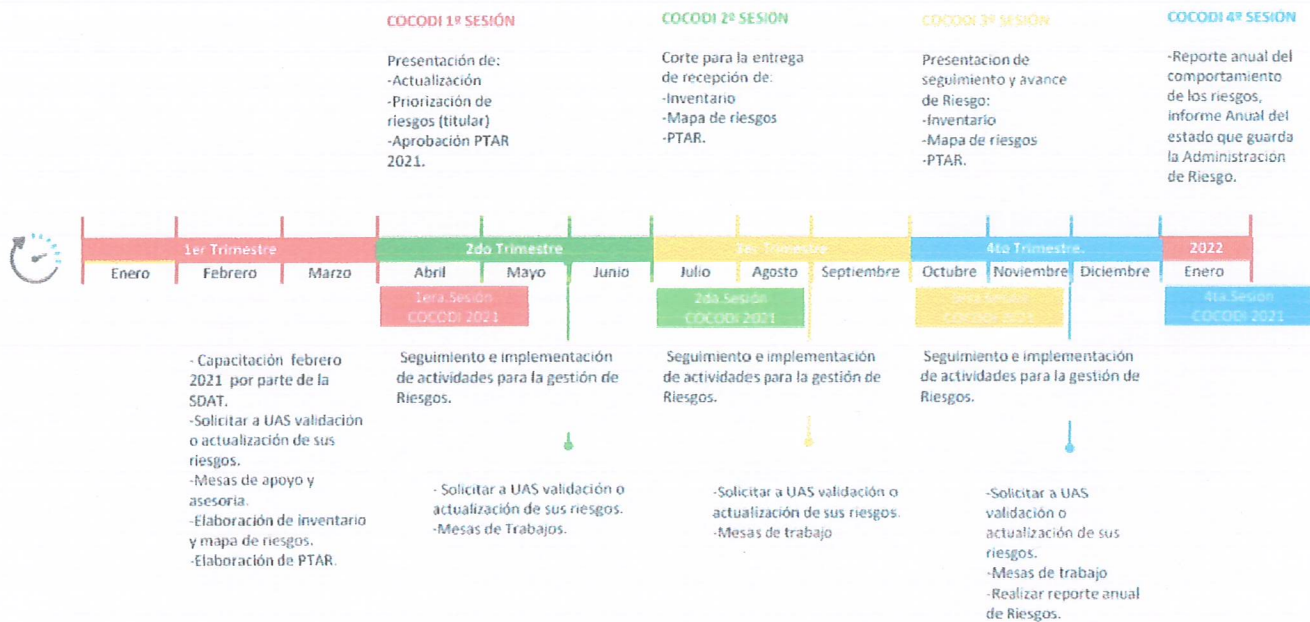 COCODI 1º SESIÓN
Presentación de:
-Actualización
-Priorización de
riesgos (titular)
-Aprobación PTAR
2021.
COCODI 2º SESIÓN
Corte para la entrega
de recepción de:
-Inventario
-Mapa de riesgos
-PTAR.
COCODI 3º SESIÓN
Presentacion de
seguimiento y avance
de Riesgo:
-Inventario
-Mapa de riesgos
-PTAR.
COCODI 4º SESIÓN
-Reporte anual del
comportamiento
de los riesgos,
informe Anual del
estado que guarda
la Administración
de Riesgo.
1er Trimestre
2do Trimestre
3er Trimestre
4to Trimestre.
2022
Enero
Febrero
Marzo
Abril
Mayo
Junio
Julio
Agosto
Septiembre
Octubre
Noviembre
Diciembre
Enero
1era.Sesión
COCODI 2021
2da.Sesión
COCODI 2021
3era.Sesión
COCODI 2021
4ta.Sesión
COCODI 2021
- Capacitación febrero
2021 por parte de la
SDAT.
-Solicitar a UAS validación
o actualización de sus
riesgos.
-Mesas de apoyo y
asesoria.
-Elaboración de inventario
y mapa de riesgos.
-Elaboración de PTAR.
Seguimiento e implementación
de actividades para la gestión de
Riesgos.
- Solicitar a UAS validación o
actualización de sus riesgos.
-Mesas de Trabajos.
Seguimiento e implementación
de actividades para la gestión de
Riesgos.
-Solicitar a UAS validación o
actualización de sus riesgos.
-Mesas de trabajo
Seguimiento e implementación
de actividades para la gestión de
Riesgos.
-Solicitar a UAS
validación o
actualización de sus
riesgos.
-Mesas de trabajo
-Realizar reporte anual
de Riesgos.